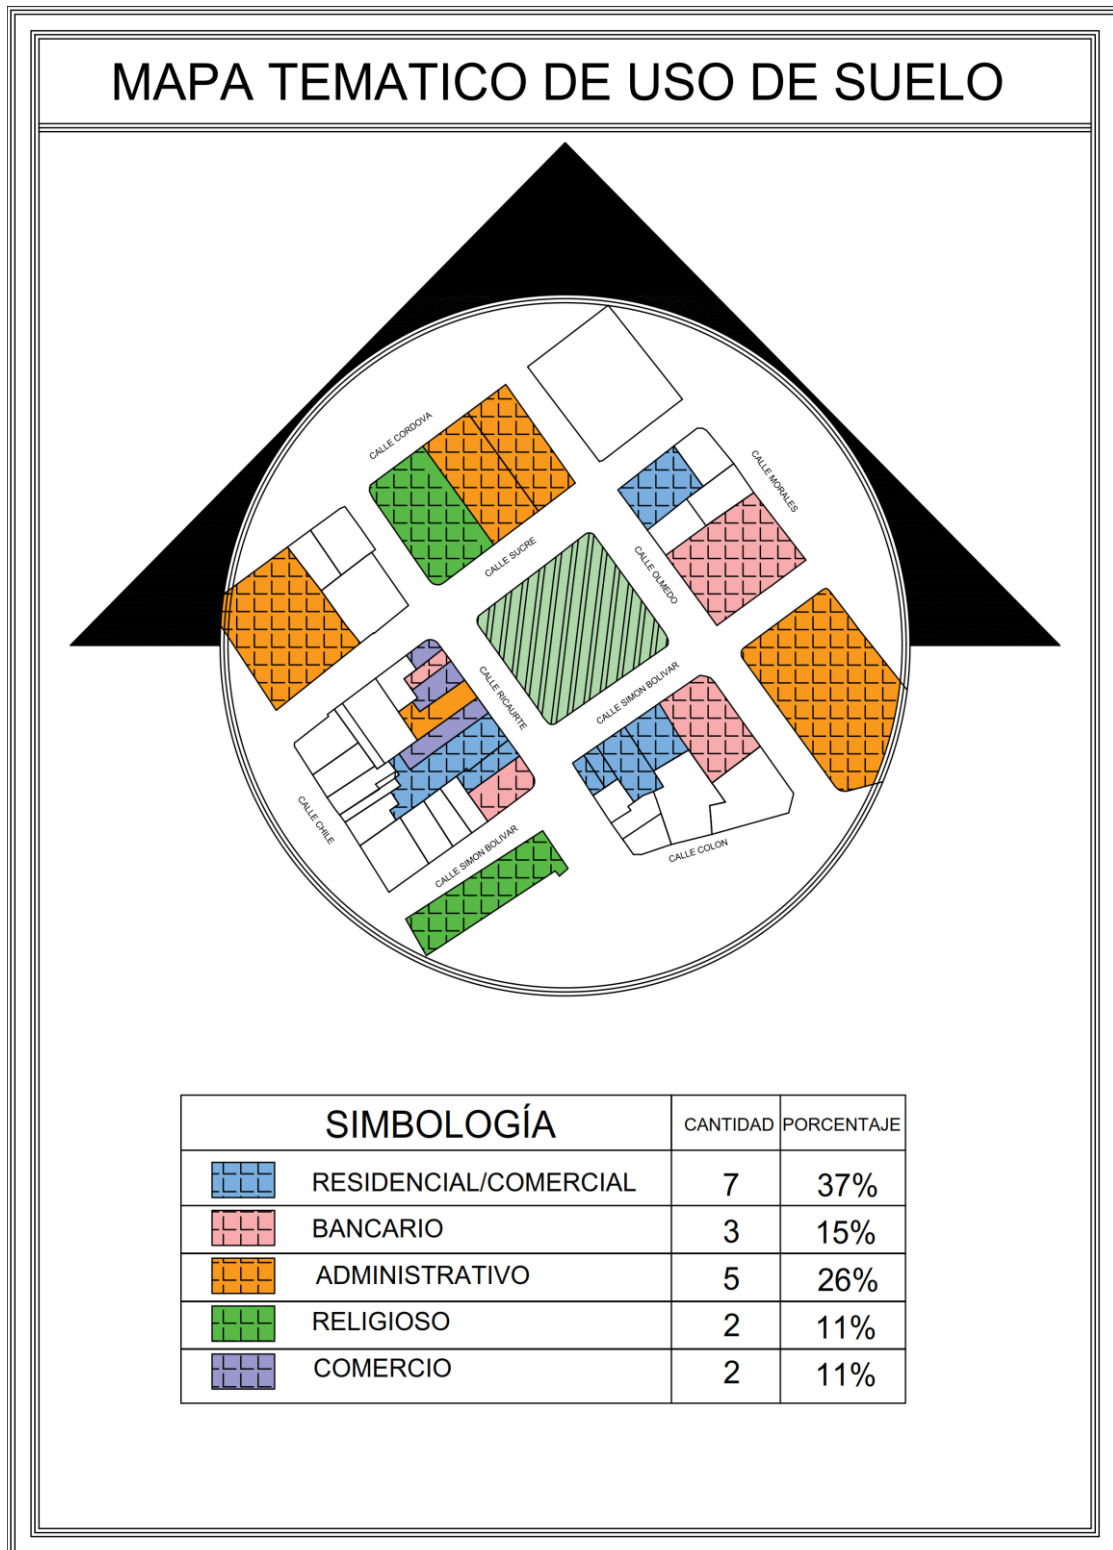 MAPA TEMATICO DE USO DE SUELO
CALLE CORDOVA
CALLE MORALES
CALLE SUCRE
CALLE OLMEDO
CALLE RICAURTE
CALLE SIMON BOLIVAR
CALLE CHILE
CALLE SIMON BOLIVAR
CALLE COLON
SIMBOLOGÍA CANTIDAD PORCENTAJE
RESIDENCIAL/COMERCIAL 7 37%
BANCARIO 3 15%
ADMINISTRATIVO 5 26%
RELIGIOSO 2 11%
COMERCIO 2 11%